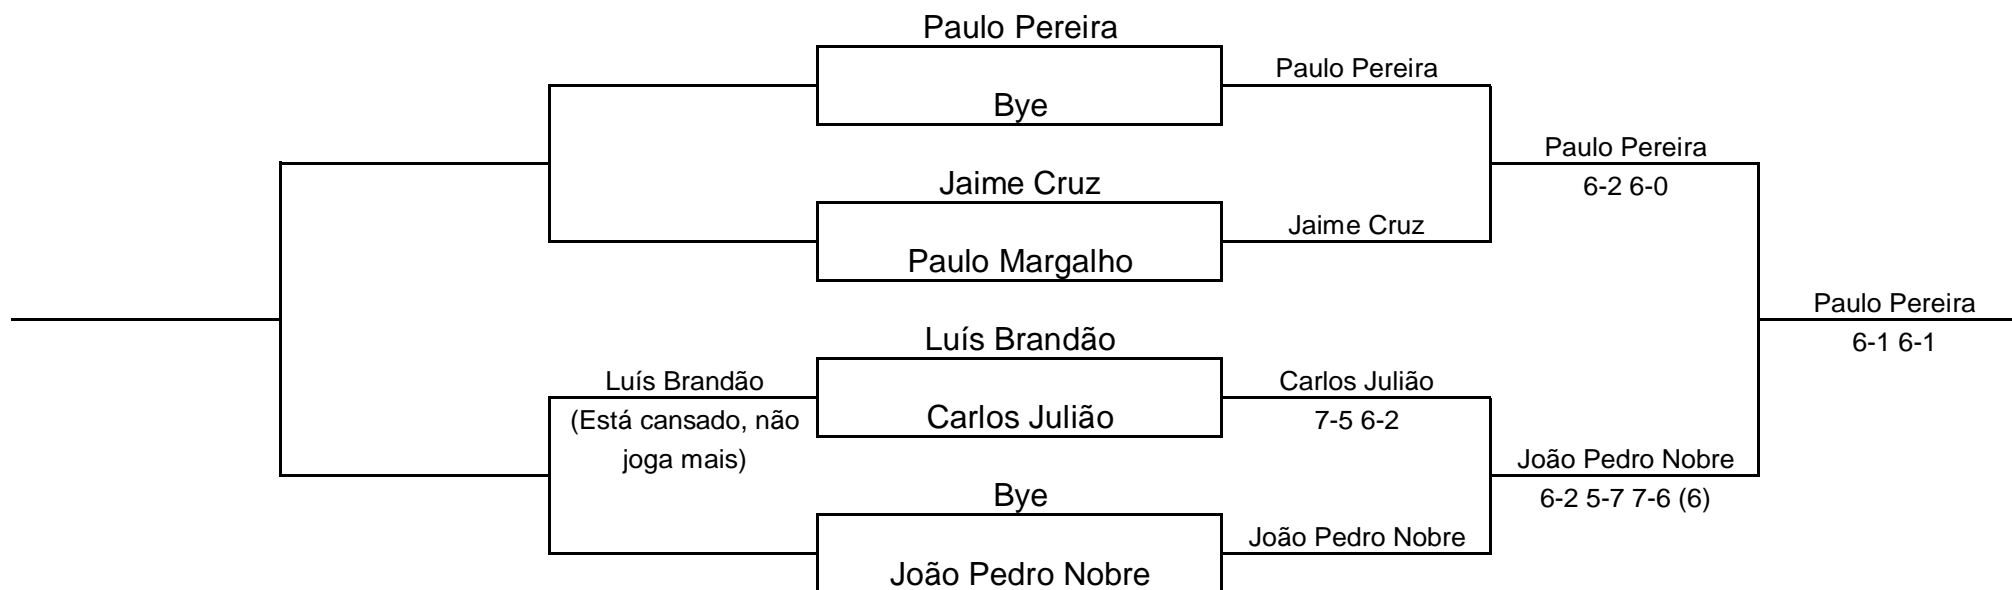 Paulo Pereira
Paulo Pereira
Bye
Paulo Pereira
Jaime Cruz
6-2 6-0
Jaime Cruz
Paulo Margalho
Paulo Pereira
Luís Brandão
6-1 6-1
Luís Brandão
Carlos Julião
(Está cansado, não
joga mais)
Carlos Julião
7-5 6-2
João Pedro Nobre
Bye
6-2 5-7 7-6 (6)
João Pedro Nobre
João Pedro Nobre